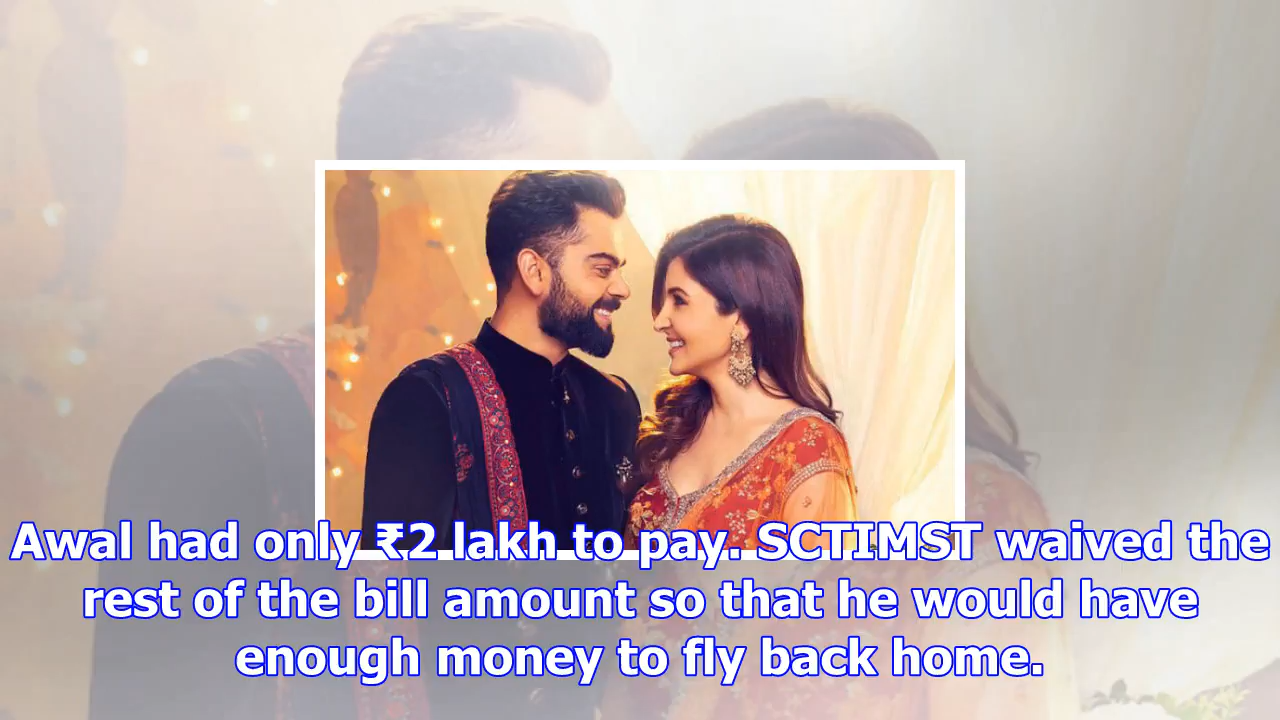 Awal had only ₹2 lakh to pay. SCTIMST waived the
rest of the bill amount so that he would have
enough money to fly back home.